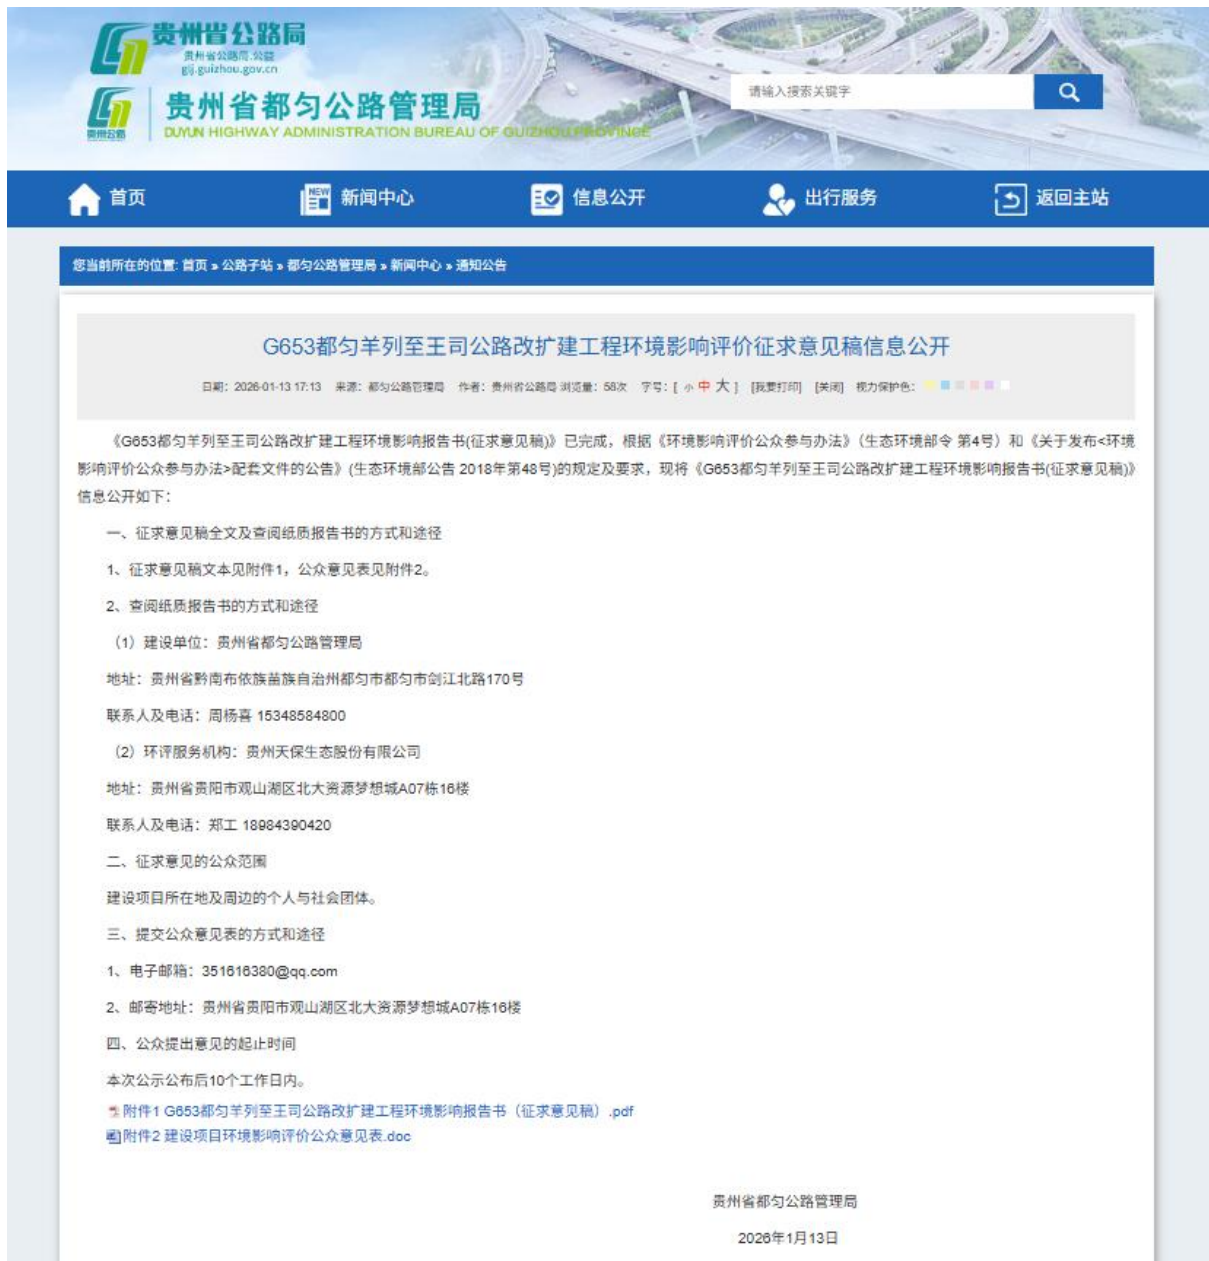 贵州省公路局
贵州省公路局.公益
glj.guizhou.gov.cn
贵州公路
贵州省都匀公路管理局
DUYUN HIGHWAY ADMINISTRATION BUREAU OF GUIZHOU PROVINCE
请输入搜索关键字
首页
NEW 新闻中心
信息公开
出行服务
返回主站
您当前所在的位置: 首页 » 公路子站 » 都匀公路管理局 » 新闻中心 » 通知公告
G653都匀羊列至王司公路改扩建工程环境影响评价征求意见稿信息公开
日期：2026-01-13 17:13 来源：都匀公路管理局 作者：贵州省公路局 浏览量：58次 字号：[ 小 中 大 ] [我要打印] [关闭] 视力保护色：
《G653都匀羊列至王司公路改扩建工程环境影响报告书(征求意见稿)》已完成，根据《环境影响评价公众参与办法》（生态环境部令 第4号）和《关于发布<环境
影响评价公众参与办法>配套文件的公告》(生态环境部公告 2018年第48号)的规定及要求，现将《G653都匀羊列至王司公路改扩建工程环境影响报告书(征求意见稿)》
信息公开如下：
一、征求意见稿全文及查阅纸质报告书的方式和途径
1、征求意见稿文本见附件1，公众意见表见附件2。
2、查阅纸质报告书的方式和途径
（1）建设单位：贵州省都匀公路管理局
地址：贵州省黔南布依族苗族自治州都匀市都匀市剑江北路170号
联系人及电话：周杨喜 15348584800
（2）环评服务机构：贵州天保生态股份有限公司
地址：贵州省贵阳市观山湖区北大资源梦想城A07栋16楼
联系人及电话：郑工 18984390420
二、征求意见的公众范围
建设项目所在地及周边的个人与社会团体。
三、提交公众意见表的方式和途径
1、电子邮箱：351616380@qq.com
2、邮寄地址：贵州省贵阳市观山湖区北大资源梦想城A07栋16楼
四、公众提出意见的起止时间
本次公示公布后10个工作日内。
附件1 G653都匀羊列至王司公路改扩建工程环境影响报告书（征求意见稿）.pdf
附件2 建设项目环境影响评价公众意见表.doc
贵州省都匀公路管理局
2026年1月13日